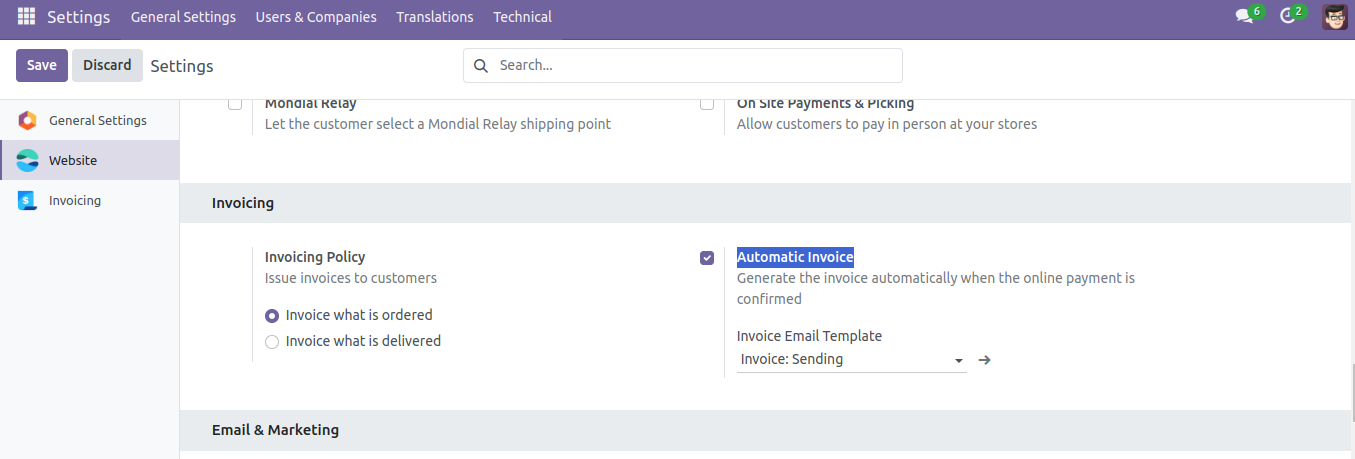 Settings General Settings Users & Companies Translations Technical 6 2
Save Discard Settings Search...
General Settings
Website
Invoicing
Mondial Relay
Let the customer select a Mondial Relay shipping point
On Site Payments & Picking
Allow customers to pay in person at your stores
Invoicing
Invoicing Policy
Issue invoices to customers
Invoice what is ordered
Invoice what is delivered
Automatic Invoice
Generate the invoice automatically when the online payment is
confirmed
Invoice Email Template
Invoice: Sending
Email & Marketing